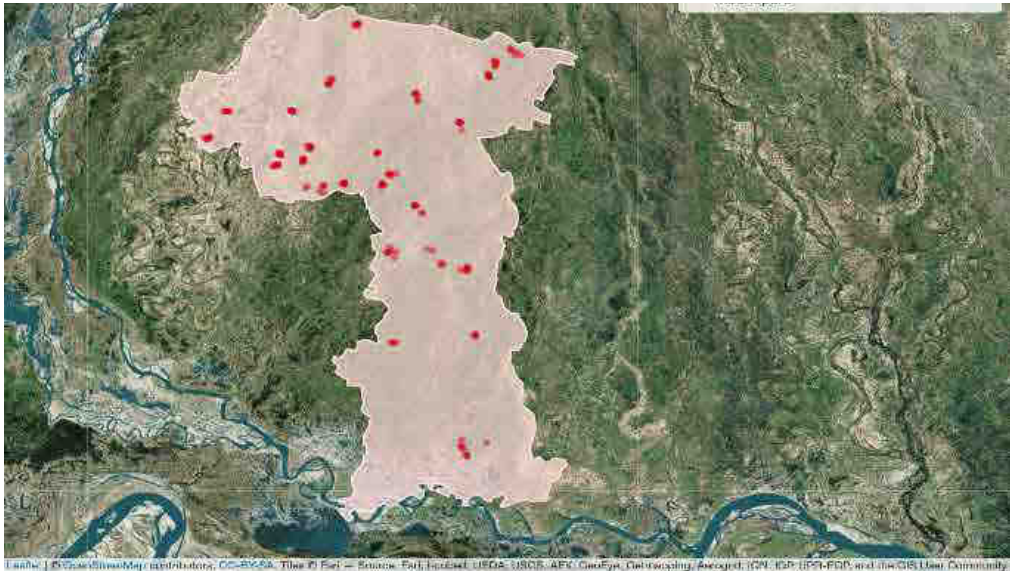 Leaflet | © OpenStreetMap contributors, CC-BY-SA, Tiles © Esri — Source: Esri, i-cubed, USDA, USGS, AEX, GeoEye, Getmapping, Aerogrid, IGN, IGP, UPR-EGP, and the GIS User Community